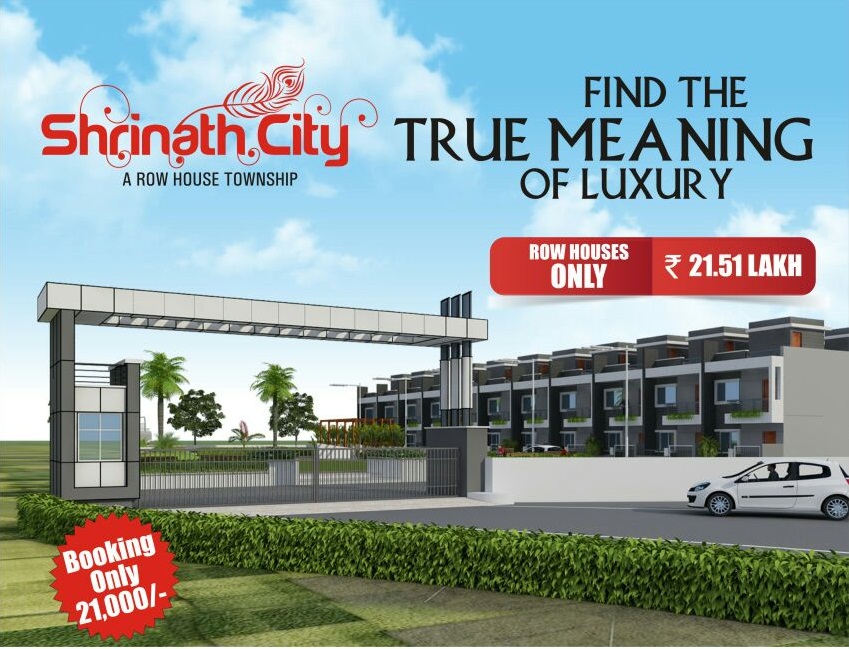 Shrinath City
A ROW HOUSE TOWNSHIP
FIND THE
TRUE MEANING
OF LUXURY
ROW HOUSES
ONLY
₹ 21.51 LAKH
Booking
Only
21,000/-